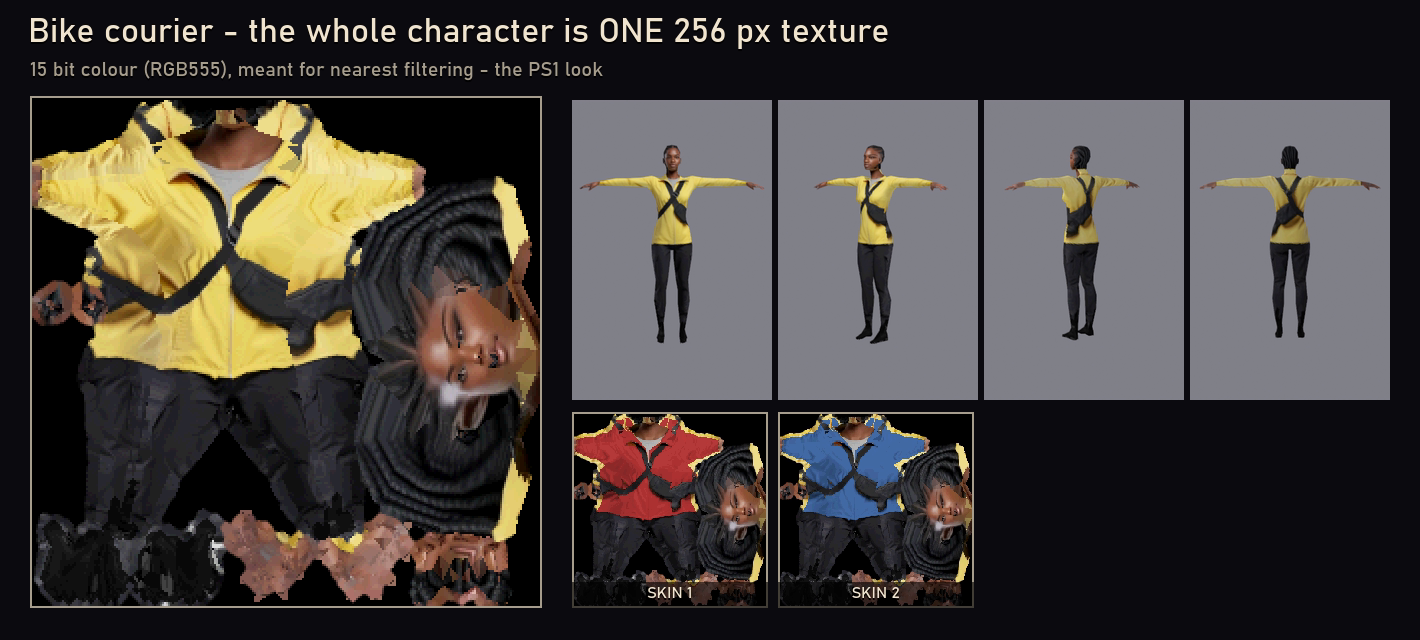 Bike courier - the whole character is ONE 256 px texture
15 bit colour (RGB555), meant for nearest filtering - the PS1 look
SKIN 1
SKIN 2